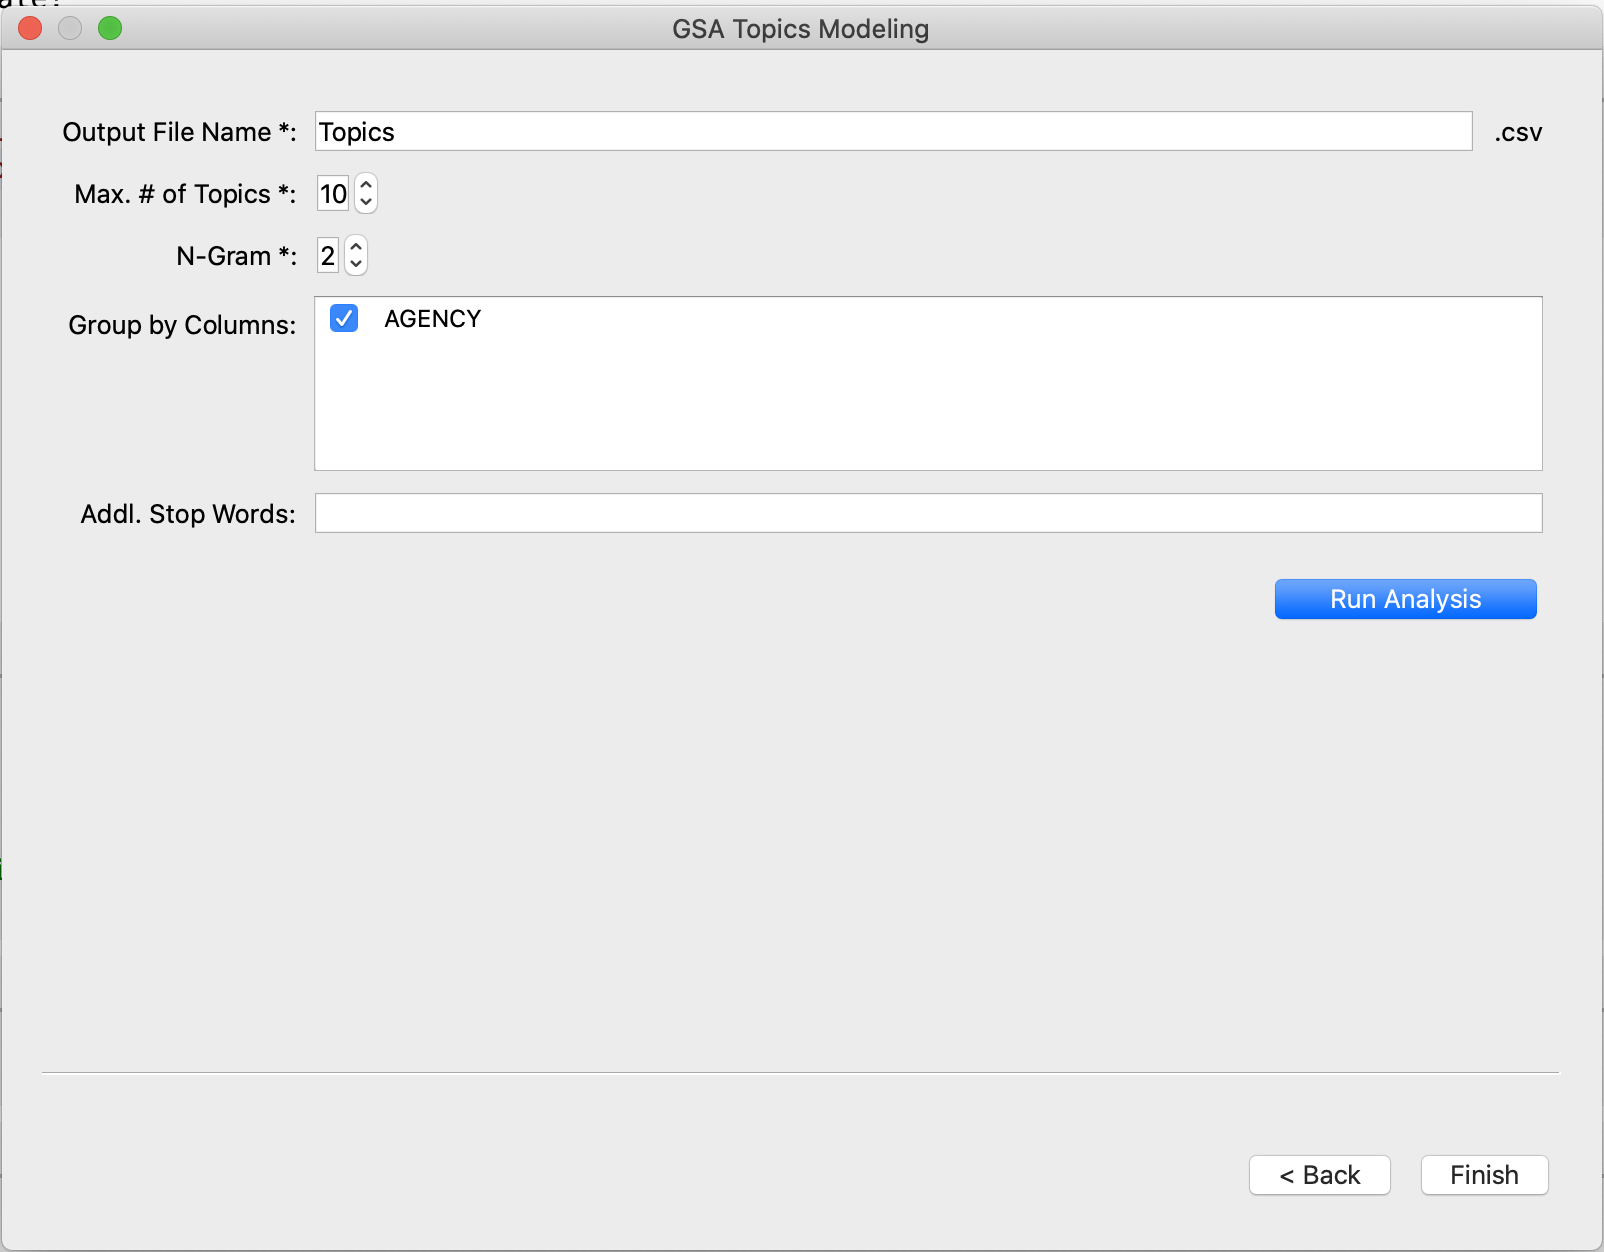 GSA Topics Modeling
Output File Name *: Topics .csv
Max. # of Topics *: 10
N-Gram *: 2
Group by Columns: AGENCY
Addl. Stop Words:
Run Analysis
< Back Finish